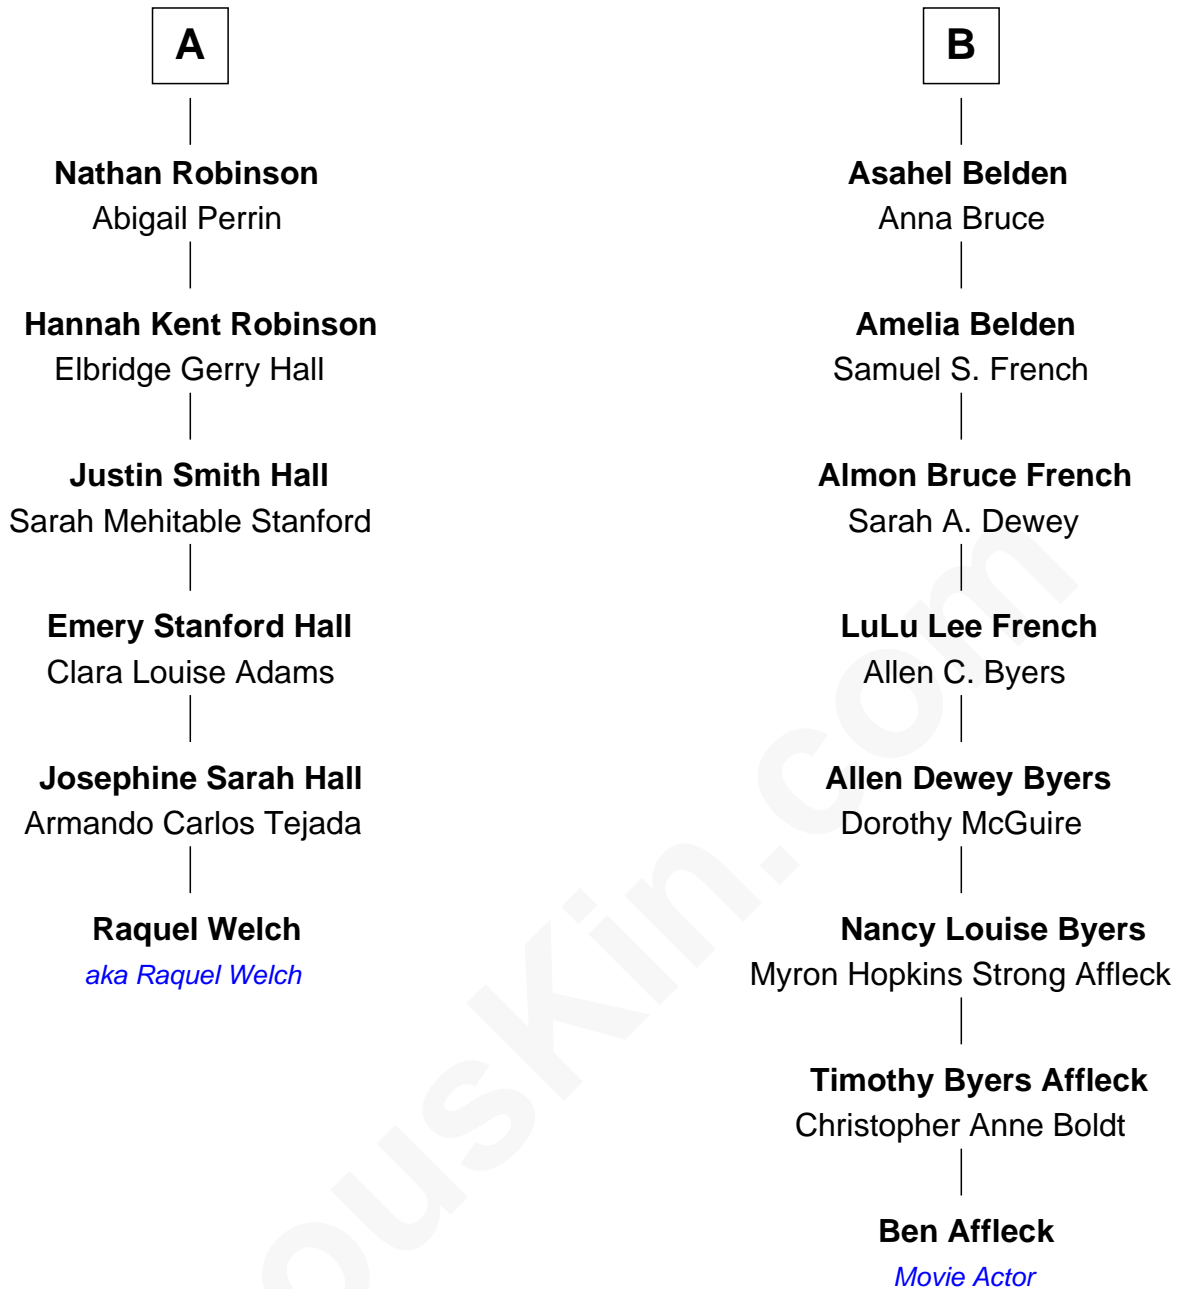 A
Nathan Robinson
Abigail Perrin
Hannah Kent Robinson
Elbridge Gerry Hall
Justin Smith Hall
Sarah Mehitable Stanford
Emery Stanford Hall
Clara Louise Adams
Josephine Sarah Hall
Armando Carlos Tejada
Raquel Welch
aka Raquel Welch
B
Asahel Belden
Anna Bruce
Amelia Belden
Samuel S. French
Almon Bruce French
Sarah A. Dewey
LuLu Lee French
Allen C. Byers
Allen Dewey Byers
Dorothy McGuire
Nancy Louise Byers
Myron Hopkins Strong Affleck
Timothy Byers Affleck
Christopher Anne Boldt
Ben Affleck
Movie Actor
ousKin.com